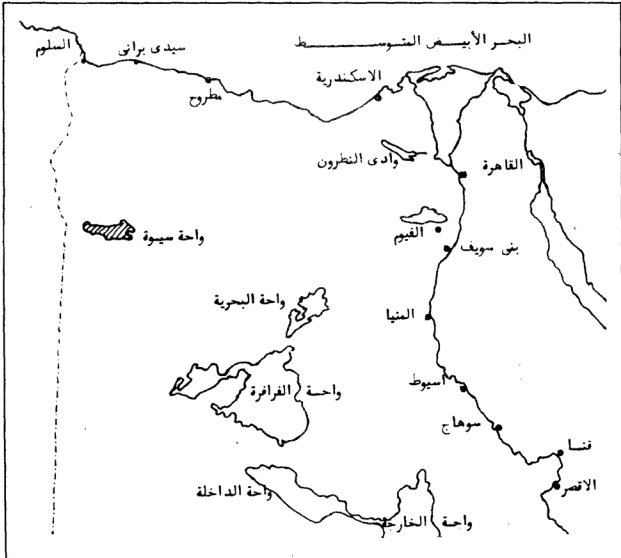 البحر الأبيض المتوسط
السلوم
سيدى برانى
مطروح
الاسكندرية
وادى النطرون
القاهرة
واحة سيوة
الفيوم
بنى سويف
واحة البحرية
المنيا
واحة الفرافرة
اسيوط
سوهاج
قنا
الاقصر
واحة الداخلة
واحة الخارجة